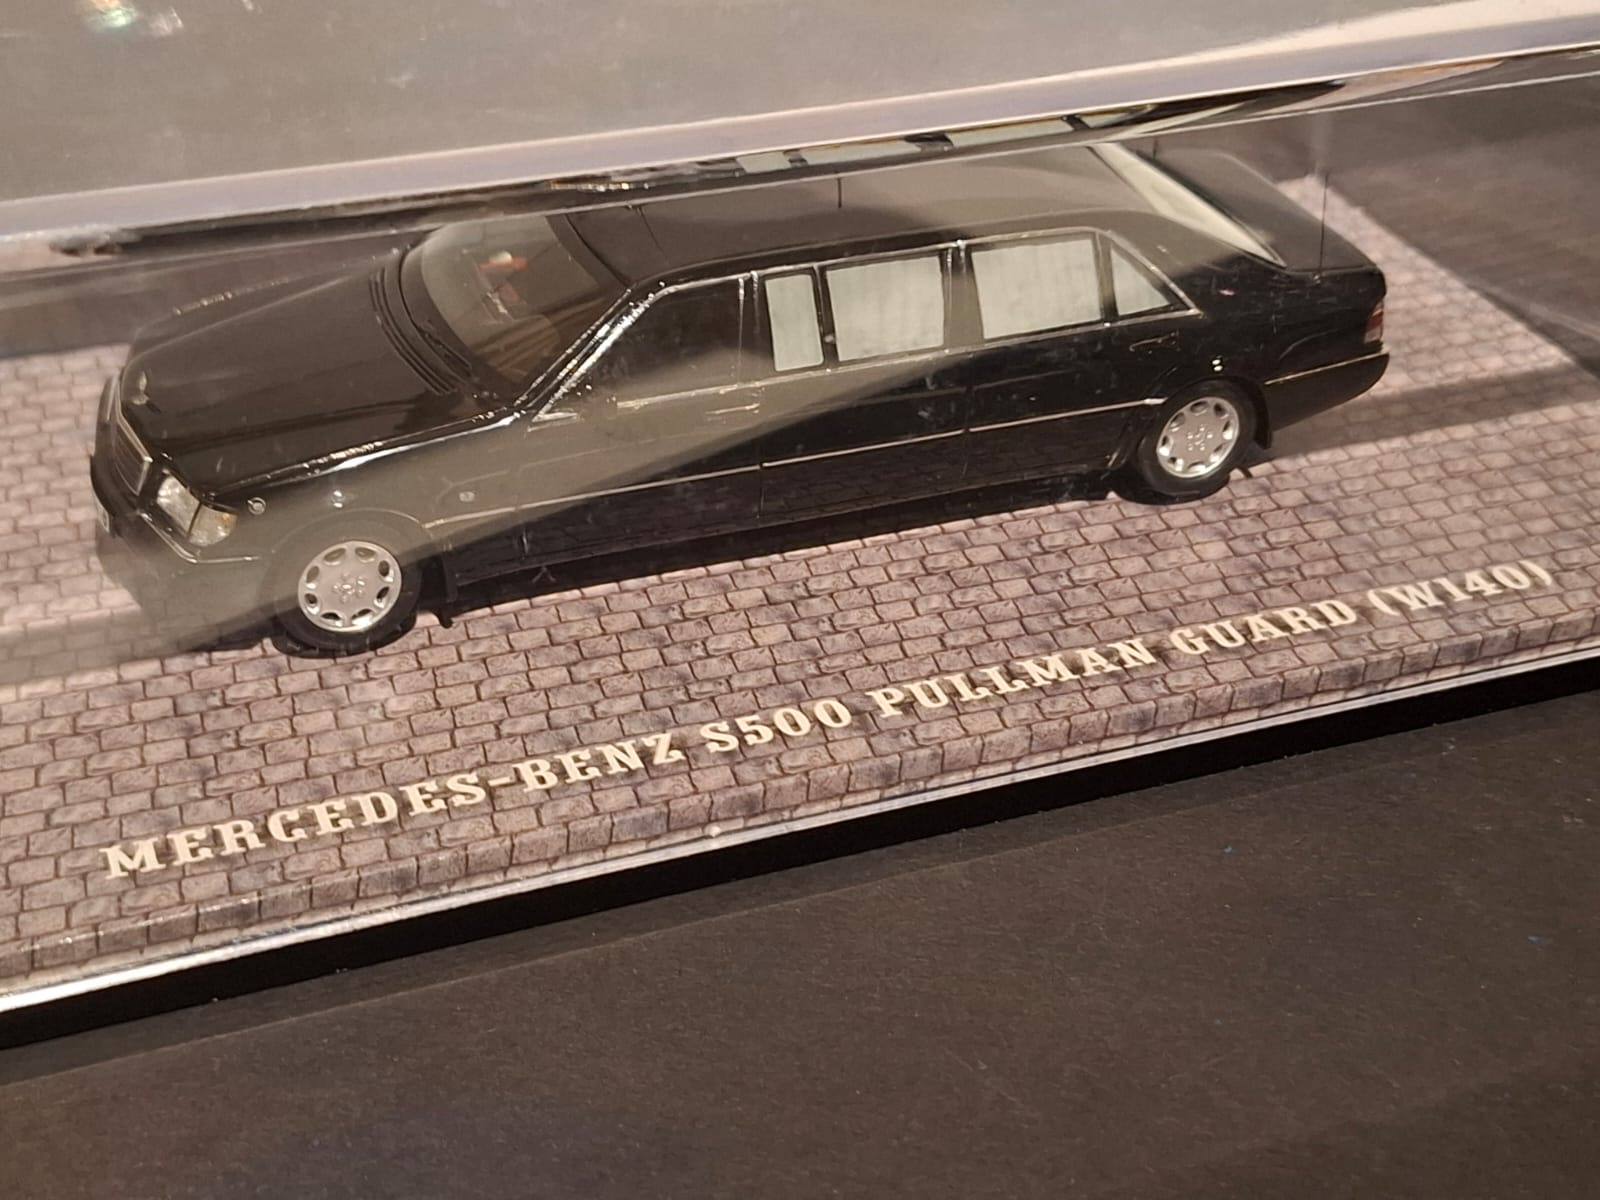 MERCEDES-BENZ S500 PULLMAN GUARD (W140)